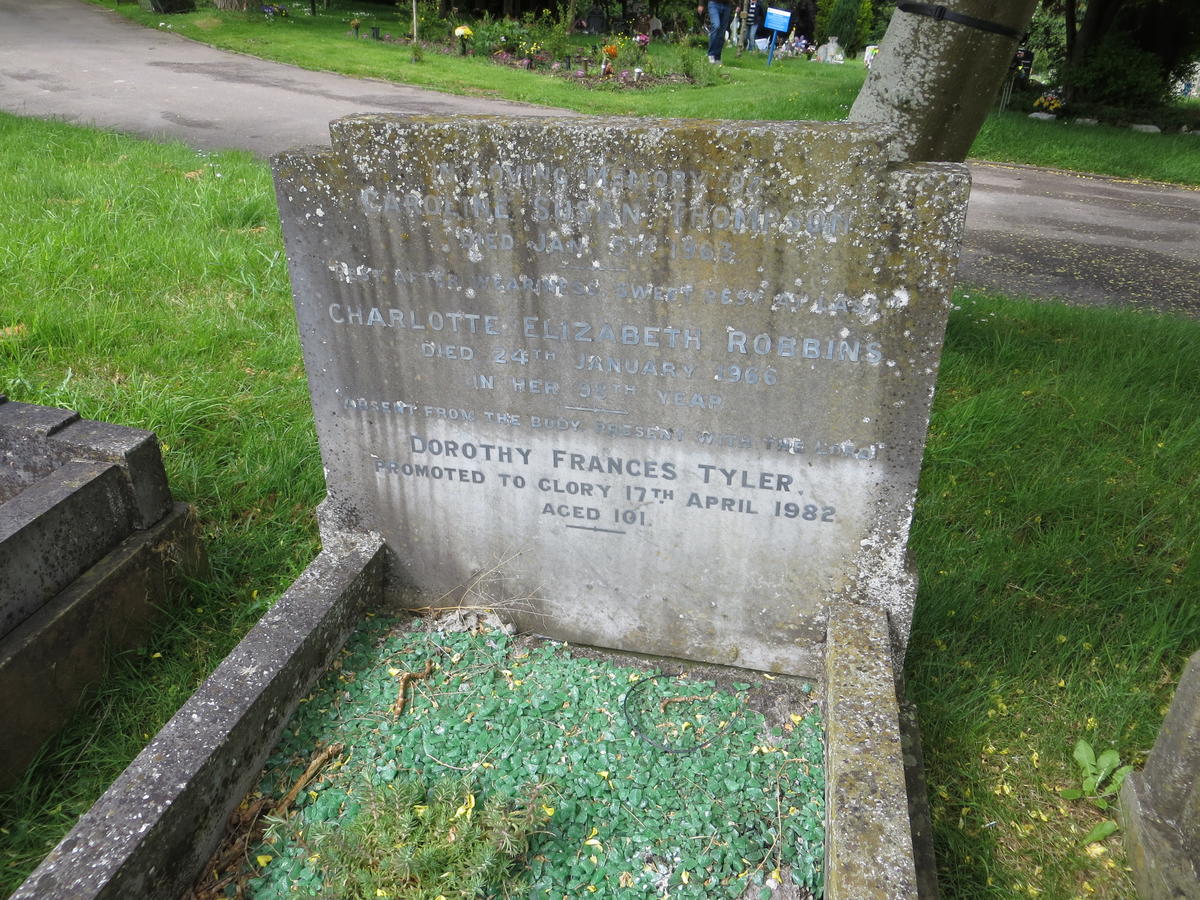 IN LOVING MEMORY OF
CAROLINE SUSAN THOMPSON
DIED JAN. 5TH 1963
REST AFTER WEARINESS SWEET REST AT LAST
CHARLOTTE ELIZABETH ROBBINS
DIED 24TH JANUARY 1966
IN HER YEAR
ABSENT FROM THE BODY, PRESENT WITH THE LORD
DOROTHY FRANCES TYLER.
PROMOTED TO GLORY 17TH APRIL 1982
AGED 101.